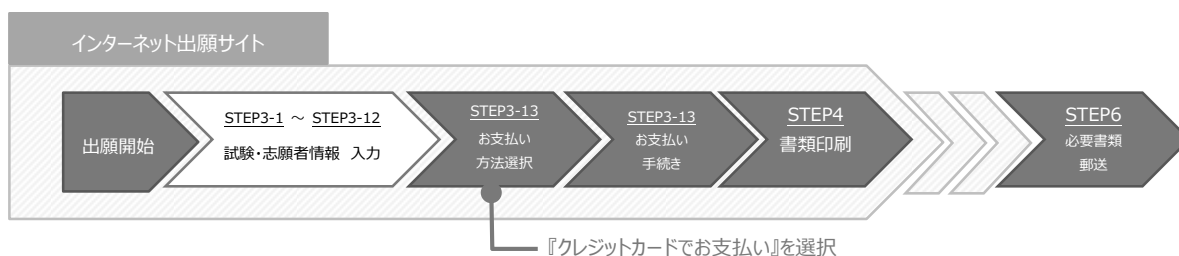 インターネット出願サイト
出願開始
STEP3-1 ～ STEP3-12
試験・志願者情報 入力
STEP3-13
お支払い
方法選択
STEP3-13
お支払い
手続き
STEP4
書類印刷
STEP6
必要書類
郵送
『クレジットカードでお支払い』を選択